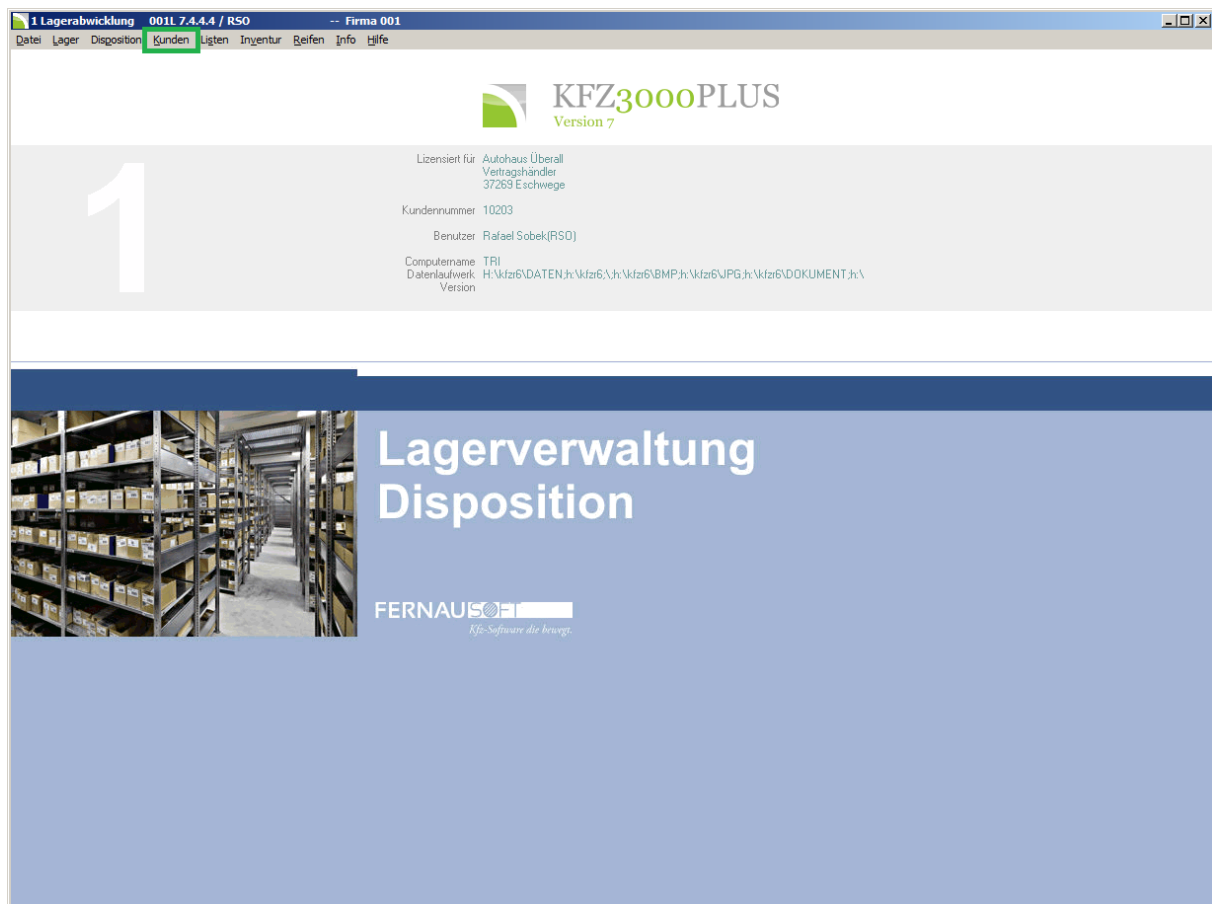 1 Lagerabwicklung 001L 7.4.4.4 / RSO -- Firma 001
Datei Lager Disposition Kunden Listen Inventur Reifen Info Hilfe
KFZ3000PLUS
Version 7
1
Lizensiert für Autohaus Überall
Vertragshändler
37269 Eschwege
Kundennummer 10203
Benutzer Rafael Sobek(RSO)
Computername TRI
Datenlaufwerk H:\kfzr6\DATEN;h:\kfzr6;\;h:\kfzr6\BMP;h:\kfzr6\JPG;h:\kfzr6\DOKUMENT;h:\
Version
Lagerverwaltung
Disposition
FERNAUSOFT
Kfz-Software die bewegt.